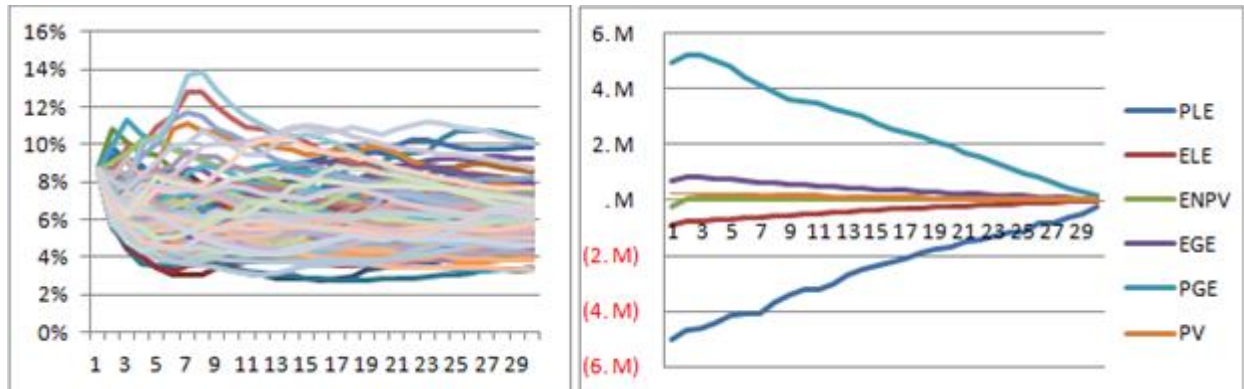 16%
14%
12%
10%
8%
6%
4%
2%
0%
1 3 5 7 9 11 13 15 17 19 21 23 25 27 29
6. M
4. M
2. M
. M
(2. M)
(4. M)
(6. M)
1 3 5 7 9 11 13 15 17 19 21 23 25 27 29
PLE
ELE
ENPV
EGE
PGE
PV